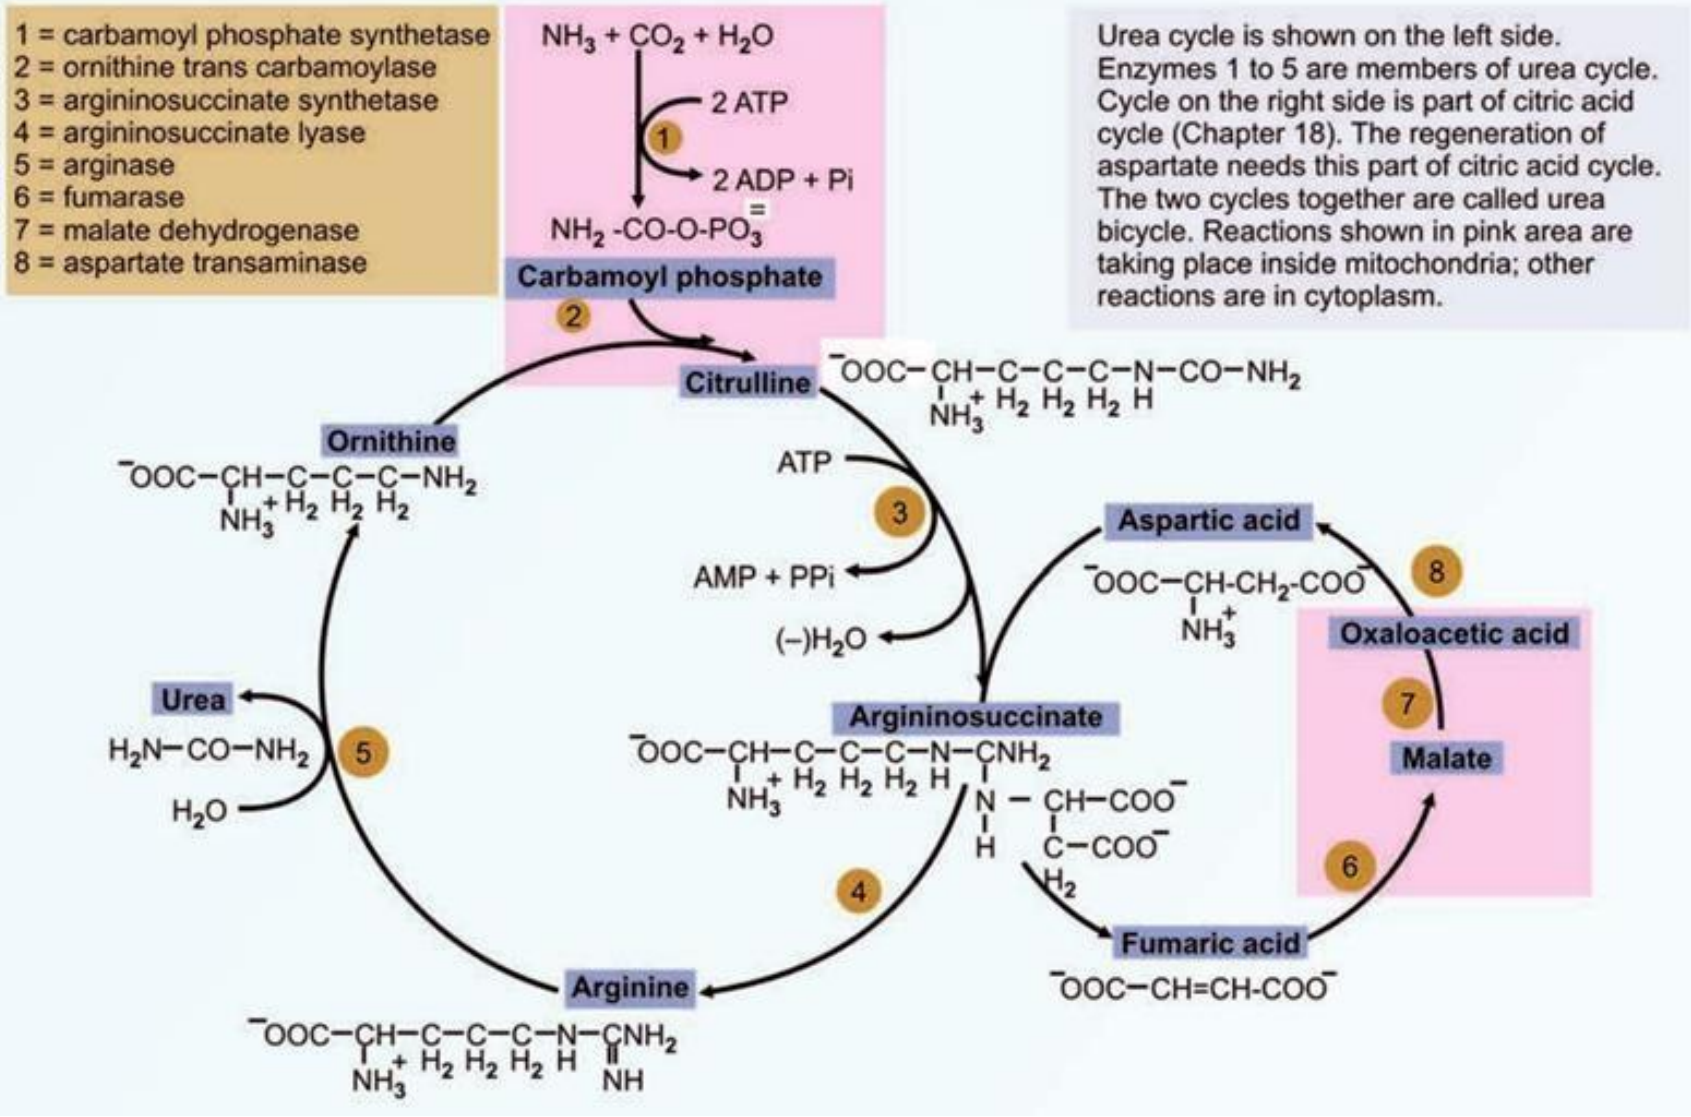 1 = carbamoyl phosphate synthetase
2 = ornithine trans carbamoylase
3 = argininosuccinate synthetase
4 = argininosuccinate lyase
5 = arginase
6 = fumarase
7 = malate dehydrogenase
8 = aspartate transaminase
NH₃ + CO₂ + H₂O
2 ATP
1
2 ADP + Pi
NH₂ -CO-O-PO₃⁼
Carbamoyl phosphate
2
Urea cycle is shown on the left side.
Enzymes 1 to 5 are members of urea cycle.
Cycle on the right side is part of citric acid
cycle (Chapter 18). The regeneration of
aspartate needs this part of citric acid cycle.
The two cycles together are called urea
bicycle. Reactions shown in pink area are
taking place inside mitochondria; other
reactions are in cytoplasm.
Citrulline
⁻OOC–CH–C–C–C–N–CO–NH₂
NH₃⁺ H₂ H₂ H₂ H
Ornithine
⁻OOC–CH–C–C–C–NH₂
NH₃⁺ H₂ H₂ H₂
ATP
3
AMP + PPi
(–)H₂O
Aspartic acid
⁻OOC–CH-CH₂-COO⁻
NH₃⁺
8
Oxaloacetic acid
7
Malate
6
Urea
H₂N–CO–NH₂
5
H₂O
Argininosuccinate
⁻OOC–CH–C–C–C–N–CNH₂
NH₃⁺ H₂ H₂ H₂ H
N – CH–COO⁻
H C–COO⁻
H₂
4
Fumaric acid
⁻OOC–CH=CH-COO⁻
Arginine
⁻OOC–CH–C–C–C–N–CNH₂
NH₃⁺ H₂ H₂ H₂ H NH